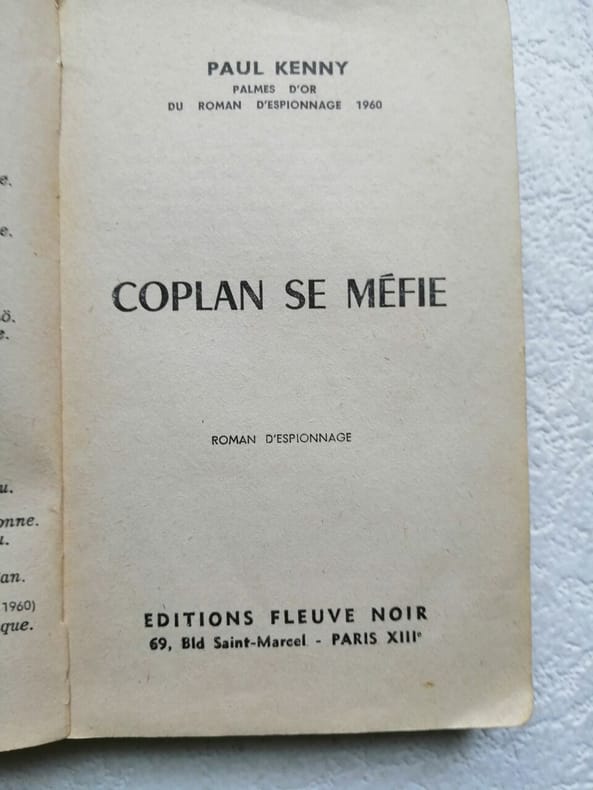 PAUL KENNY
PALMES D'OR
DU ROMAN D'ESPIONNAGE 1960
COPLAN SE MÉFIE
ROMAN D'ESPIONNAGE
EDITIONS FLEUVE NOIR
69, Bld Saint-Marcel - PARIS XIIIe
1960)